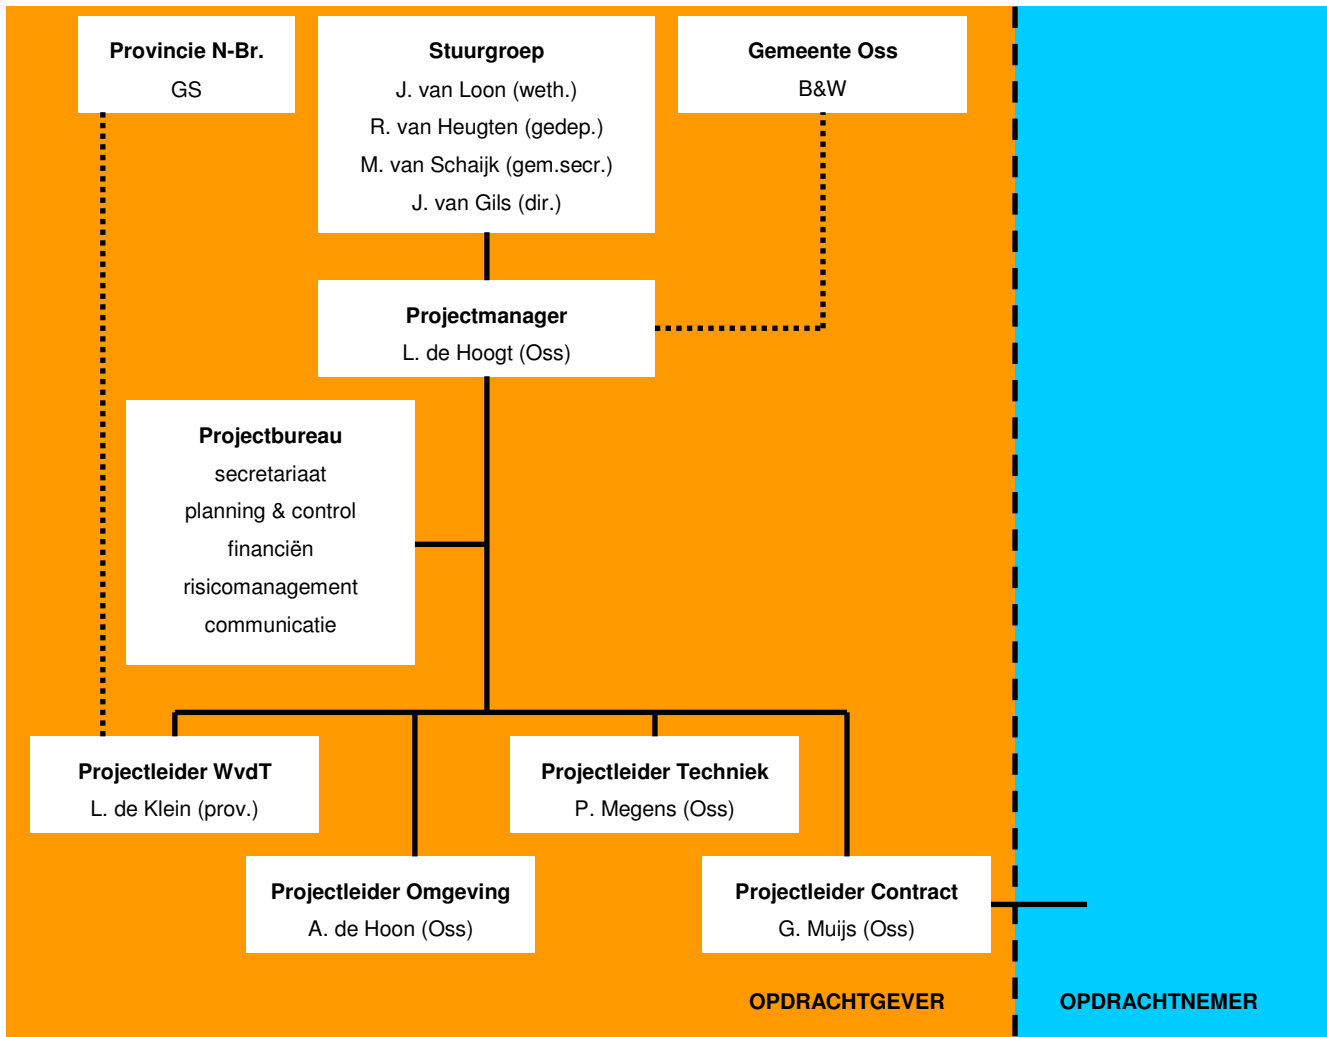 Provincie N-Br.
GS
Stuurgroep
J. van Loon (weth.)
R. van Heugten (gedep.)
M. van Schaijk (gem.secr.)
J. van Gils (dir.)
Gemeente Oss
B&W
Projectmanager
L. de Hoogt (Oss)
Projectbureau
secretariaat
planning & control
financiën
risicomanagement
communicatie
Projectleider WvdT
L. de Klein (prov.)
Projectleider Techniek
P. Megens (Oss)
Projectleider Omgeving
A. de Hoon (Oss)
Projectleider Contract
G. Muijs (Oss)
OPDRACHTGEVER
OPDRACHTNEMER